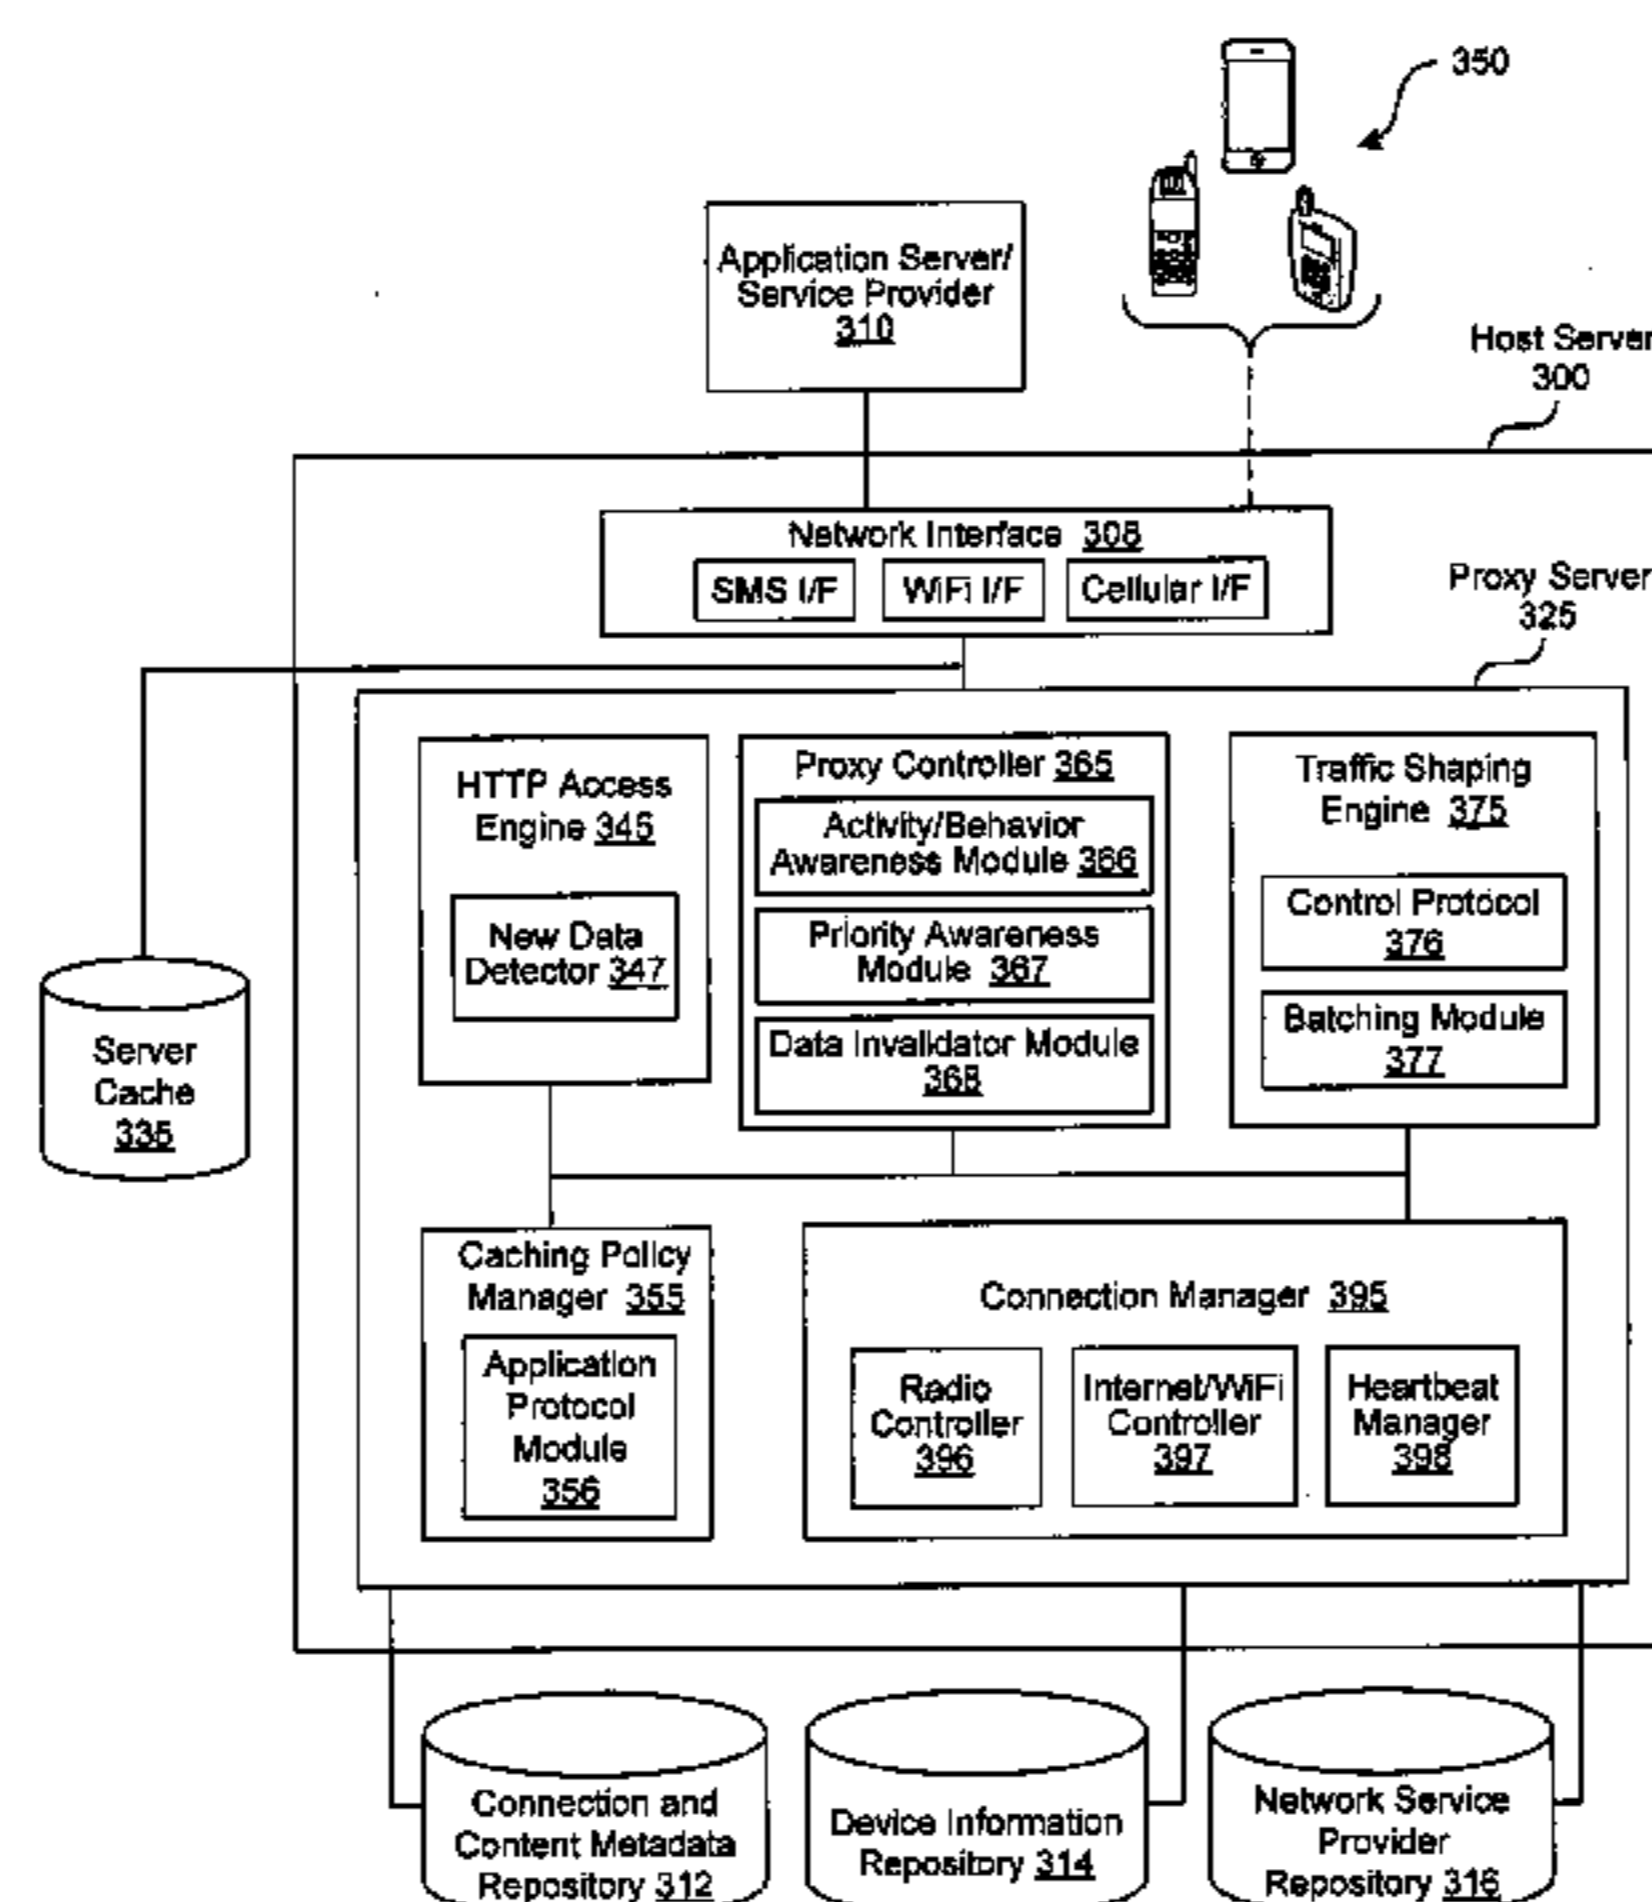 350
Application Server/
Service Provider
310
Host Server
300
Network Interface 308
SMS I/F
WiFi I/F
Cellular I/F
Proxy Server
325
HTTP Access
Engine 345
New Data
Detector 347
Proxy Controller 365
Activity/Behavior
Awareness Module 366
Priority Awareness
Module 367
Data Invalidator Module
368
Traffic Shaping
Engine 375
Control Protocol
376
Batching Module
377
Server
Cache
335
Caching Policy
Manager 355
Application
Protocol
Module
356
Connection Manager 395
Radio
Controller
396
Internet/WiFi
Controller
397
Heartbeat
Manager
398
Connection and
Content Metadata
Repository 312
Device Information
Repository 314
Network Service
Provider
Repository 316